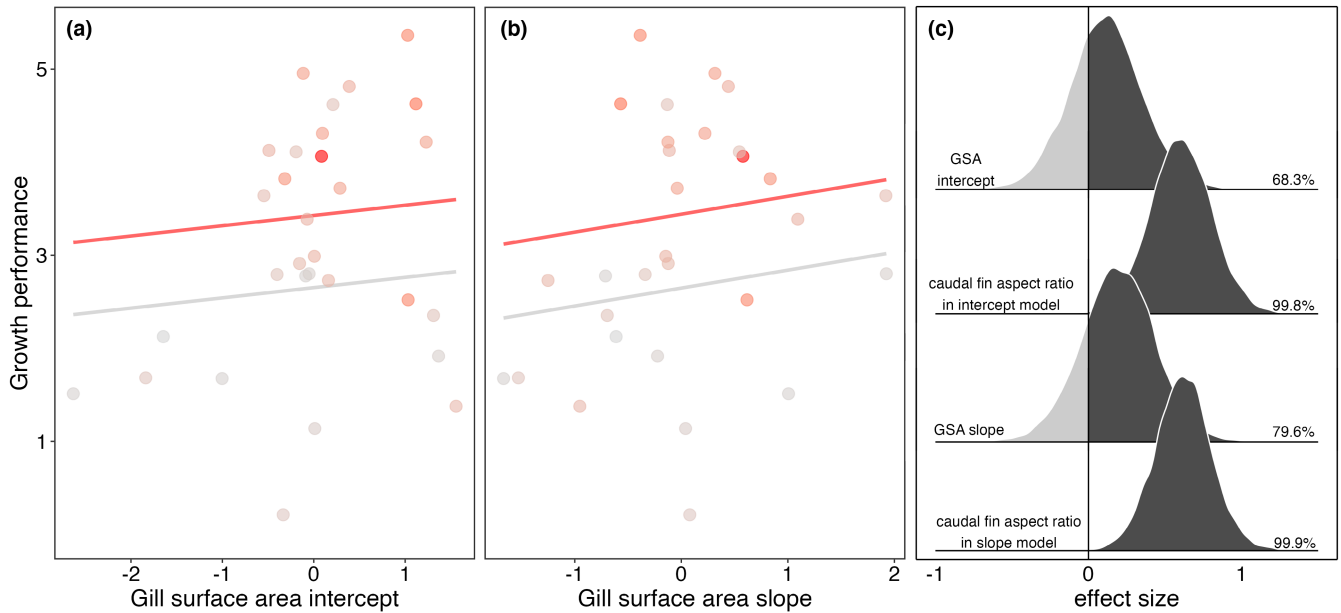 (a)
(b)
(c)
Growth performance
5
3
1
-2
-1
0
1
Gill surface area intercept
-1
0
1
2
Gill surface area slope
GSA
intercept
68.3%
caudal fin aspect ratio
in intercept model
99.8%
GSA slope
79.6%
caudal fin aspect ratio
in slope model
99.9%
-1
0
1
effect size